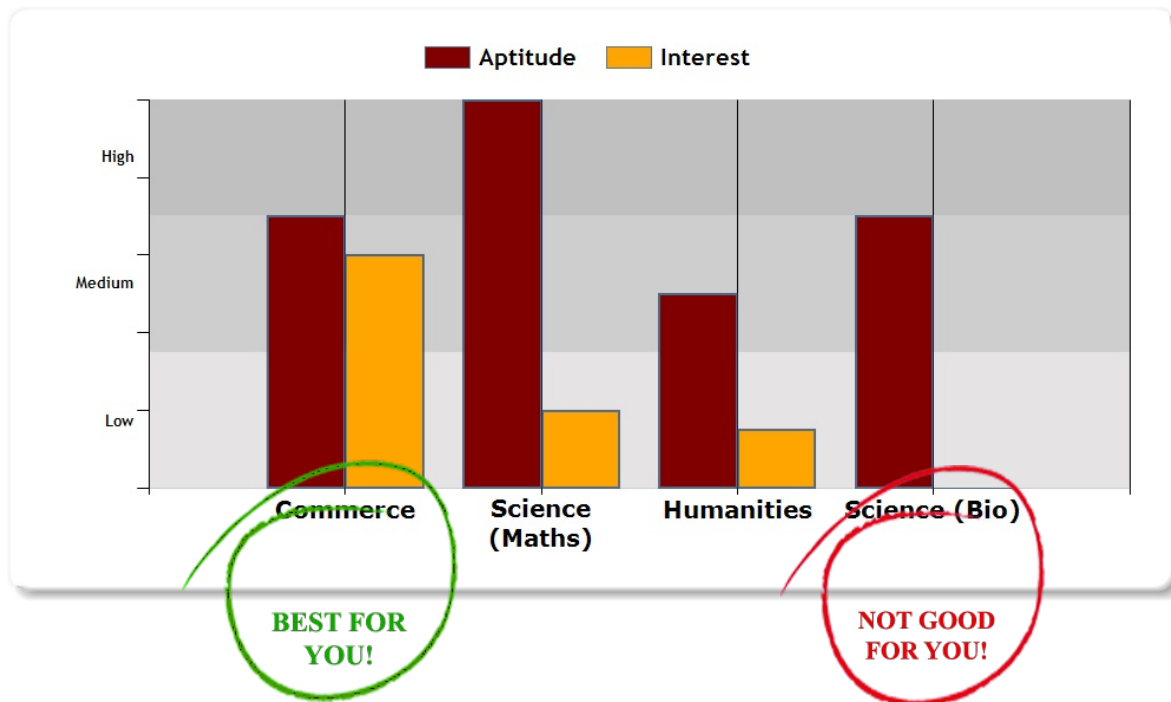 Aptitude Interest
High
Medium
Low
Commerce Science (Maths) Humanities Science (Bio)
BEST FOR
YOU!
NOT GOOD
FOR YOU!